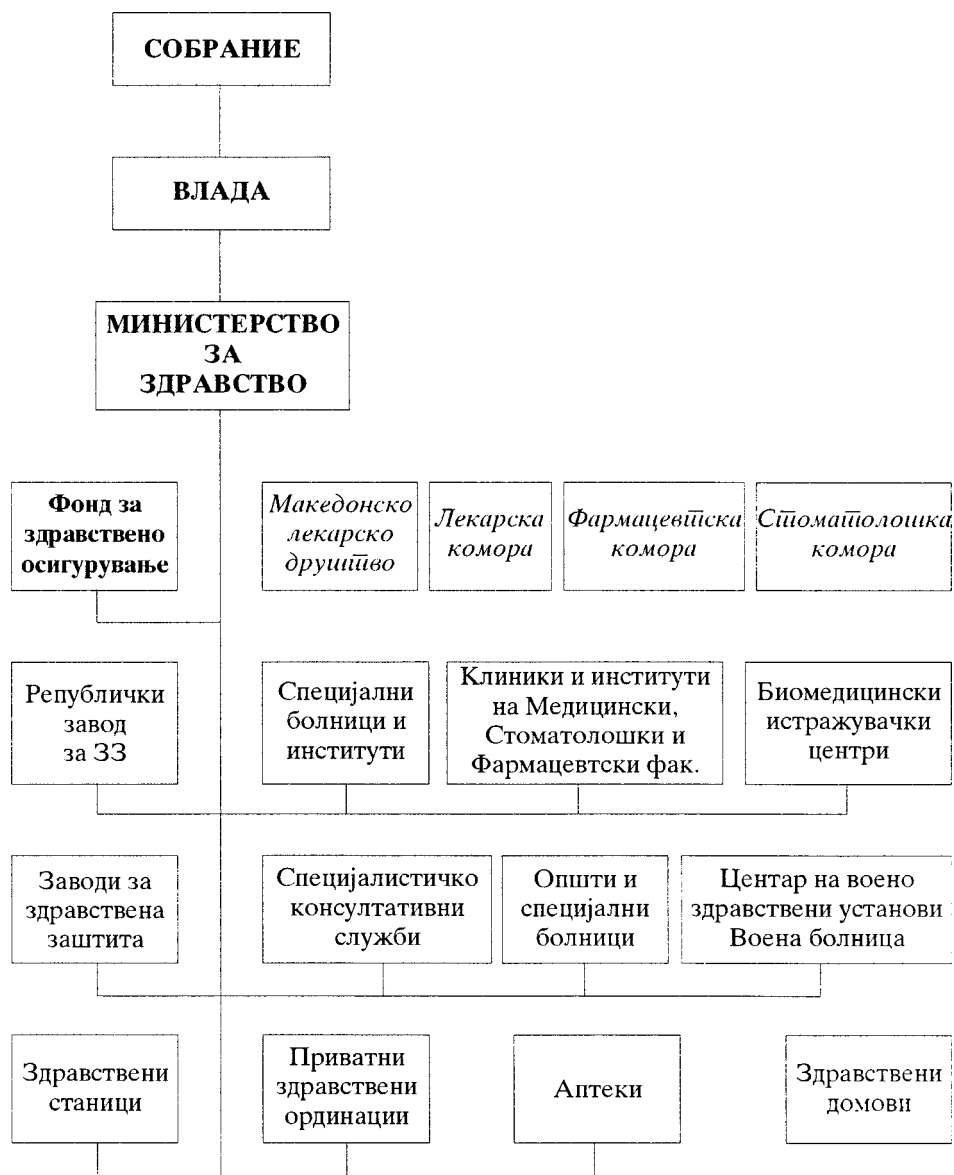 СОБРАНИЕ
ВЛАДА
МИНИСТЕРСТВО
ЗА
ЗДРАВСТВО
Фонд за
здравствено
осигурување
Македонско
лекарско
друштво
Лекарска
комора
Фармацевтска
комора
Стоматолошка
комора
Републички
завод
за ЗЗ
Специјални
болници и
институти
Клиники и институти
на Медицински,
Стоматолошки и
Фармацевтски фак.
Биомедицински
истражувачки
центри
Заводи за
здравствена
заштита
Специјалистичко
консултативни
служби
Општи и
специјални
болници
Центар на воено
здравствени установи
Воена болница
Здравствени
станици
Приватни
здравствени
ординации
Аптеки
Здравствени
домови